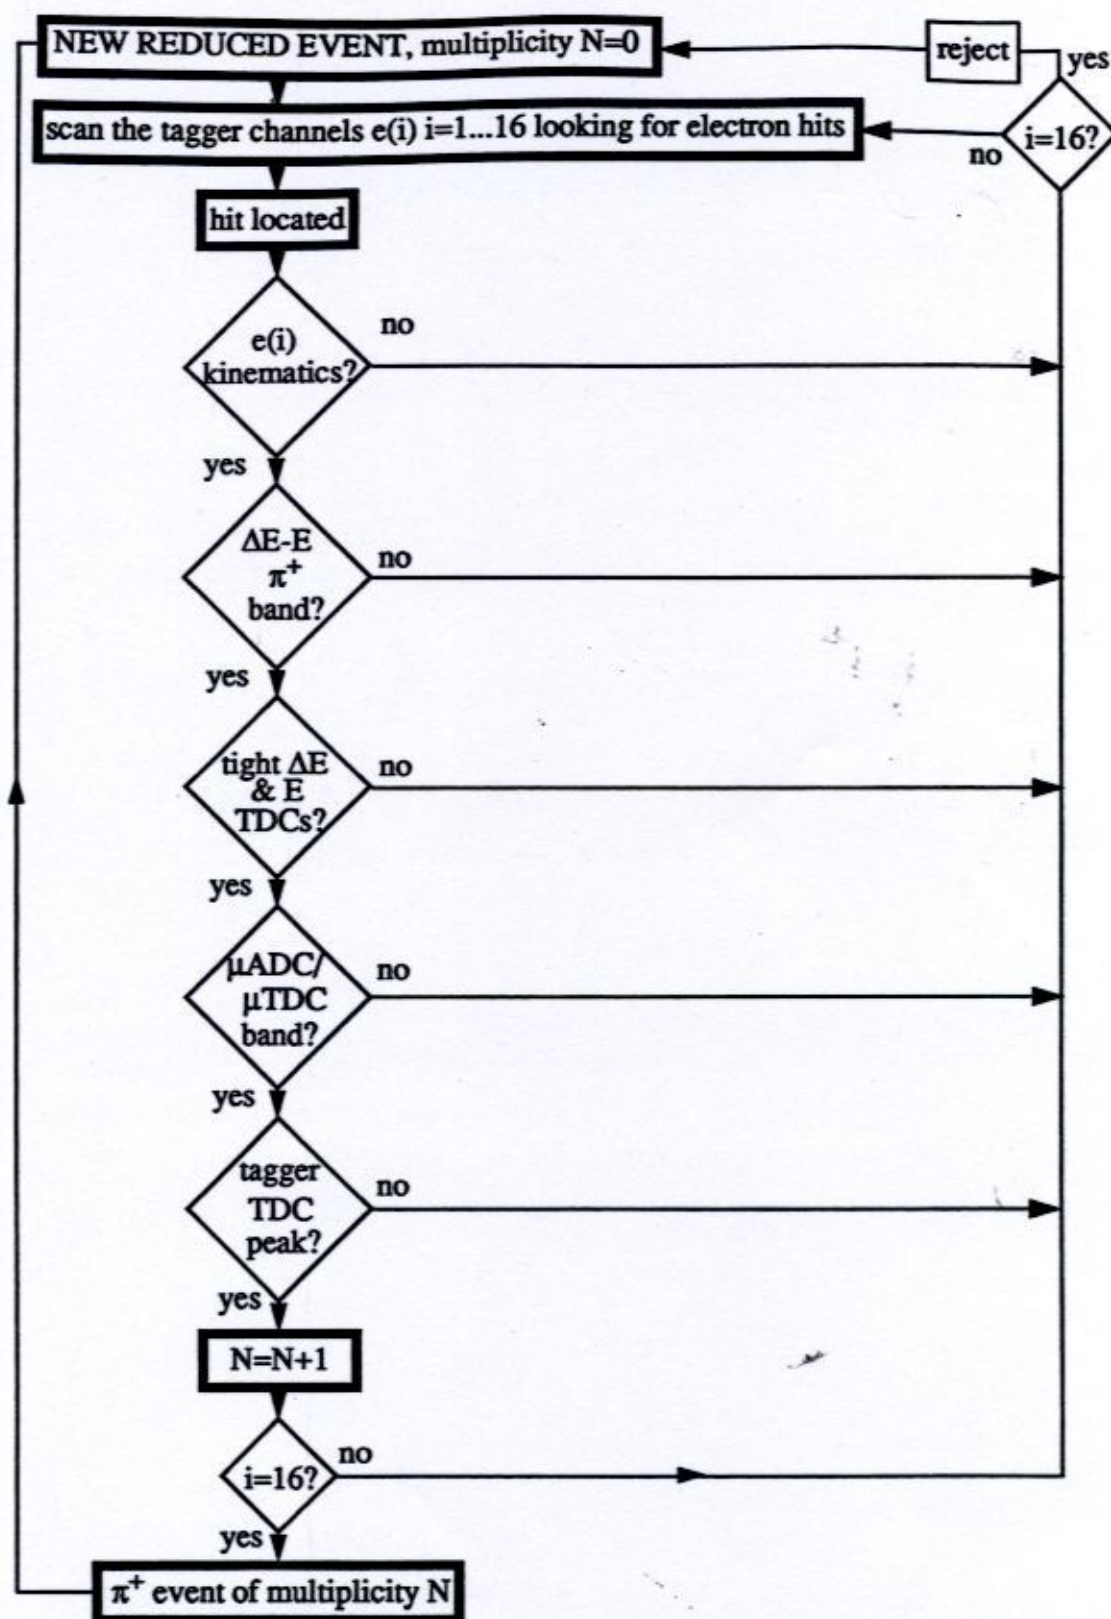 NEW REDUCED EVENT, multiplicity N=0
reject
yes
scan the tagger channels e(i) i=1...16 looking for electron hits
no
i=16?
hit located
e(i)
kinematics?
no
yes
ΔE-E
π⁺
band?
no
yes
tight ΔE
& E
TDCs?
no
yes
μADC/
μTDC
band?
no
yes
tagger
TDC
peak?
no
yes
N=N+1
i=16?
no
yes
π⁺ event of multiplicity N